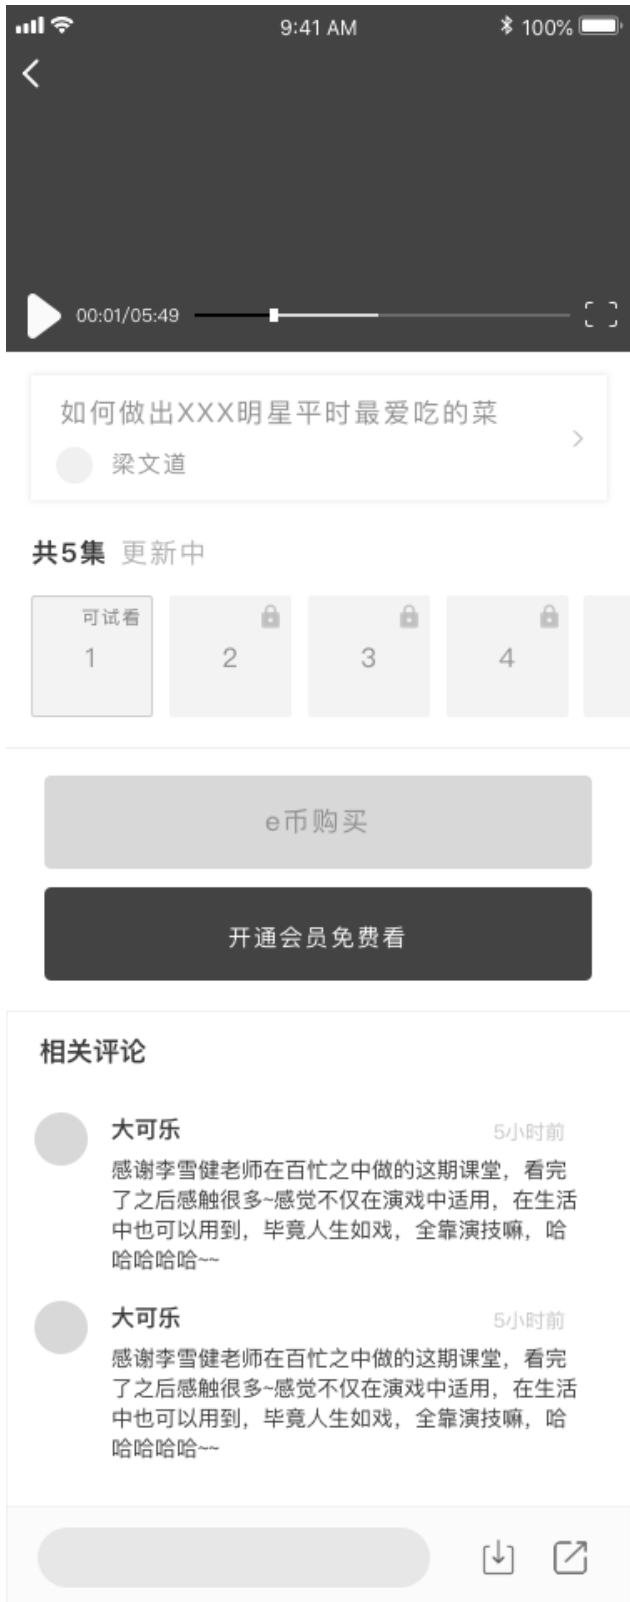 9:41 AM
100%
00:01/05:49
如何做出XXX明星平时最爱吃的菜
梁文道
共5集 更新中
可试看
1
2
3
4
e币购买
开通会员免费看
相关评论
大可乐
5小时前
感谢李雪健老师在百忙之中做的这期课堂，看完
了之后感触很多~感觉不仅在演戏中适用，在生活
中也可以用到，毕竟人生如戏，全靠演技嘛，哈
哈哈哈哈~~
大可乐
5小时前
感谢李雪健老师在百忙之中做的这期课堂，看完
了之后感触很多~感觉不仅在演戏中适用，在生活
中也可以用到，毕竟人生如戏，全靠演技嘛，哈
哈哈哈哈~~